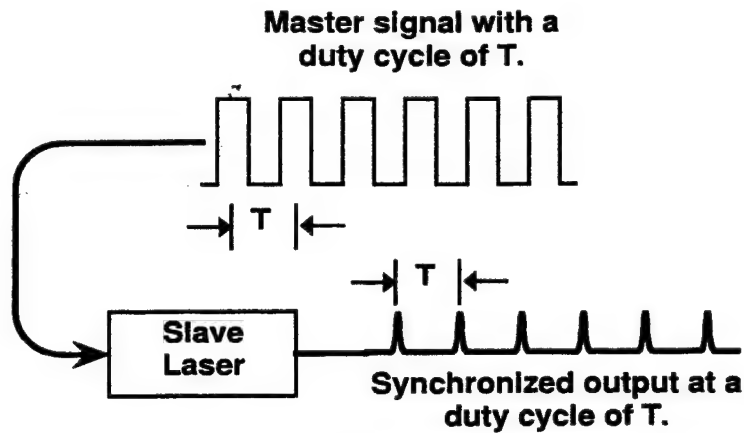 Master signal with a
duty cycle of T.
T
T
Slave
Laser
Synchronized output at a
duty cycle of T.